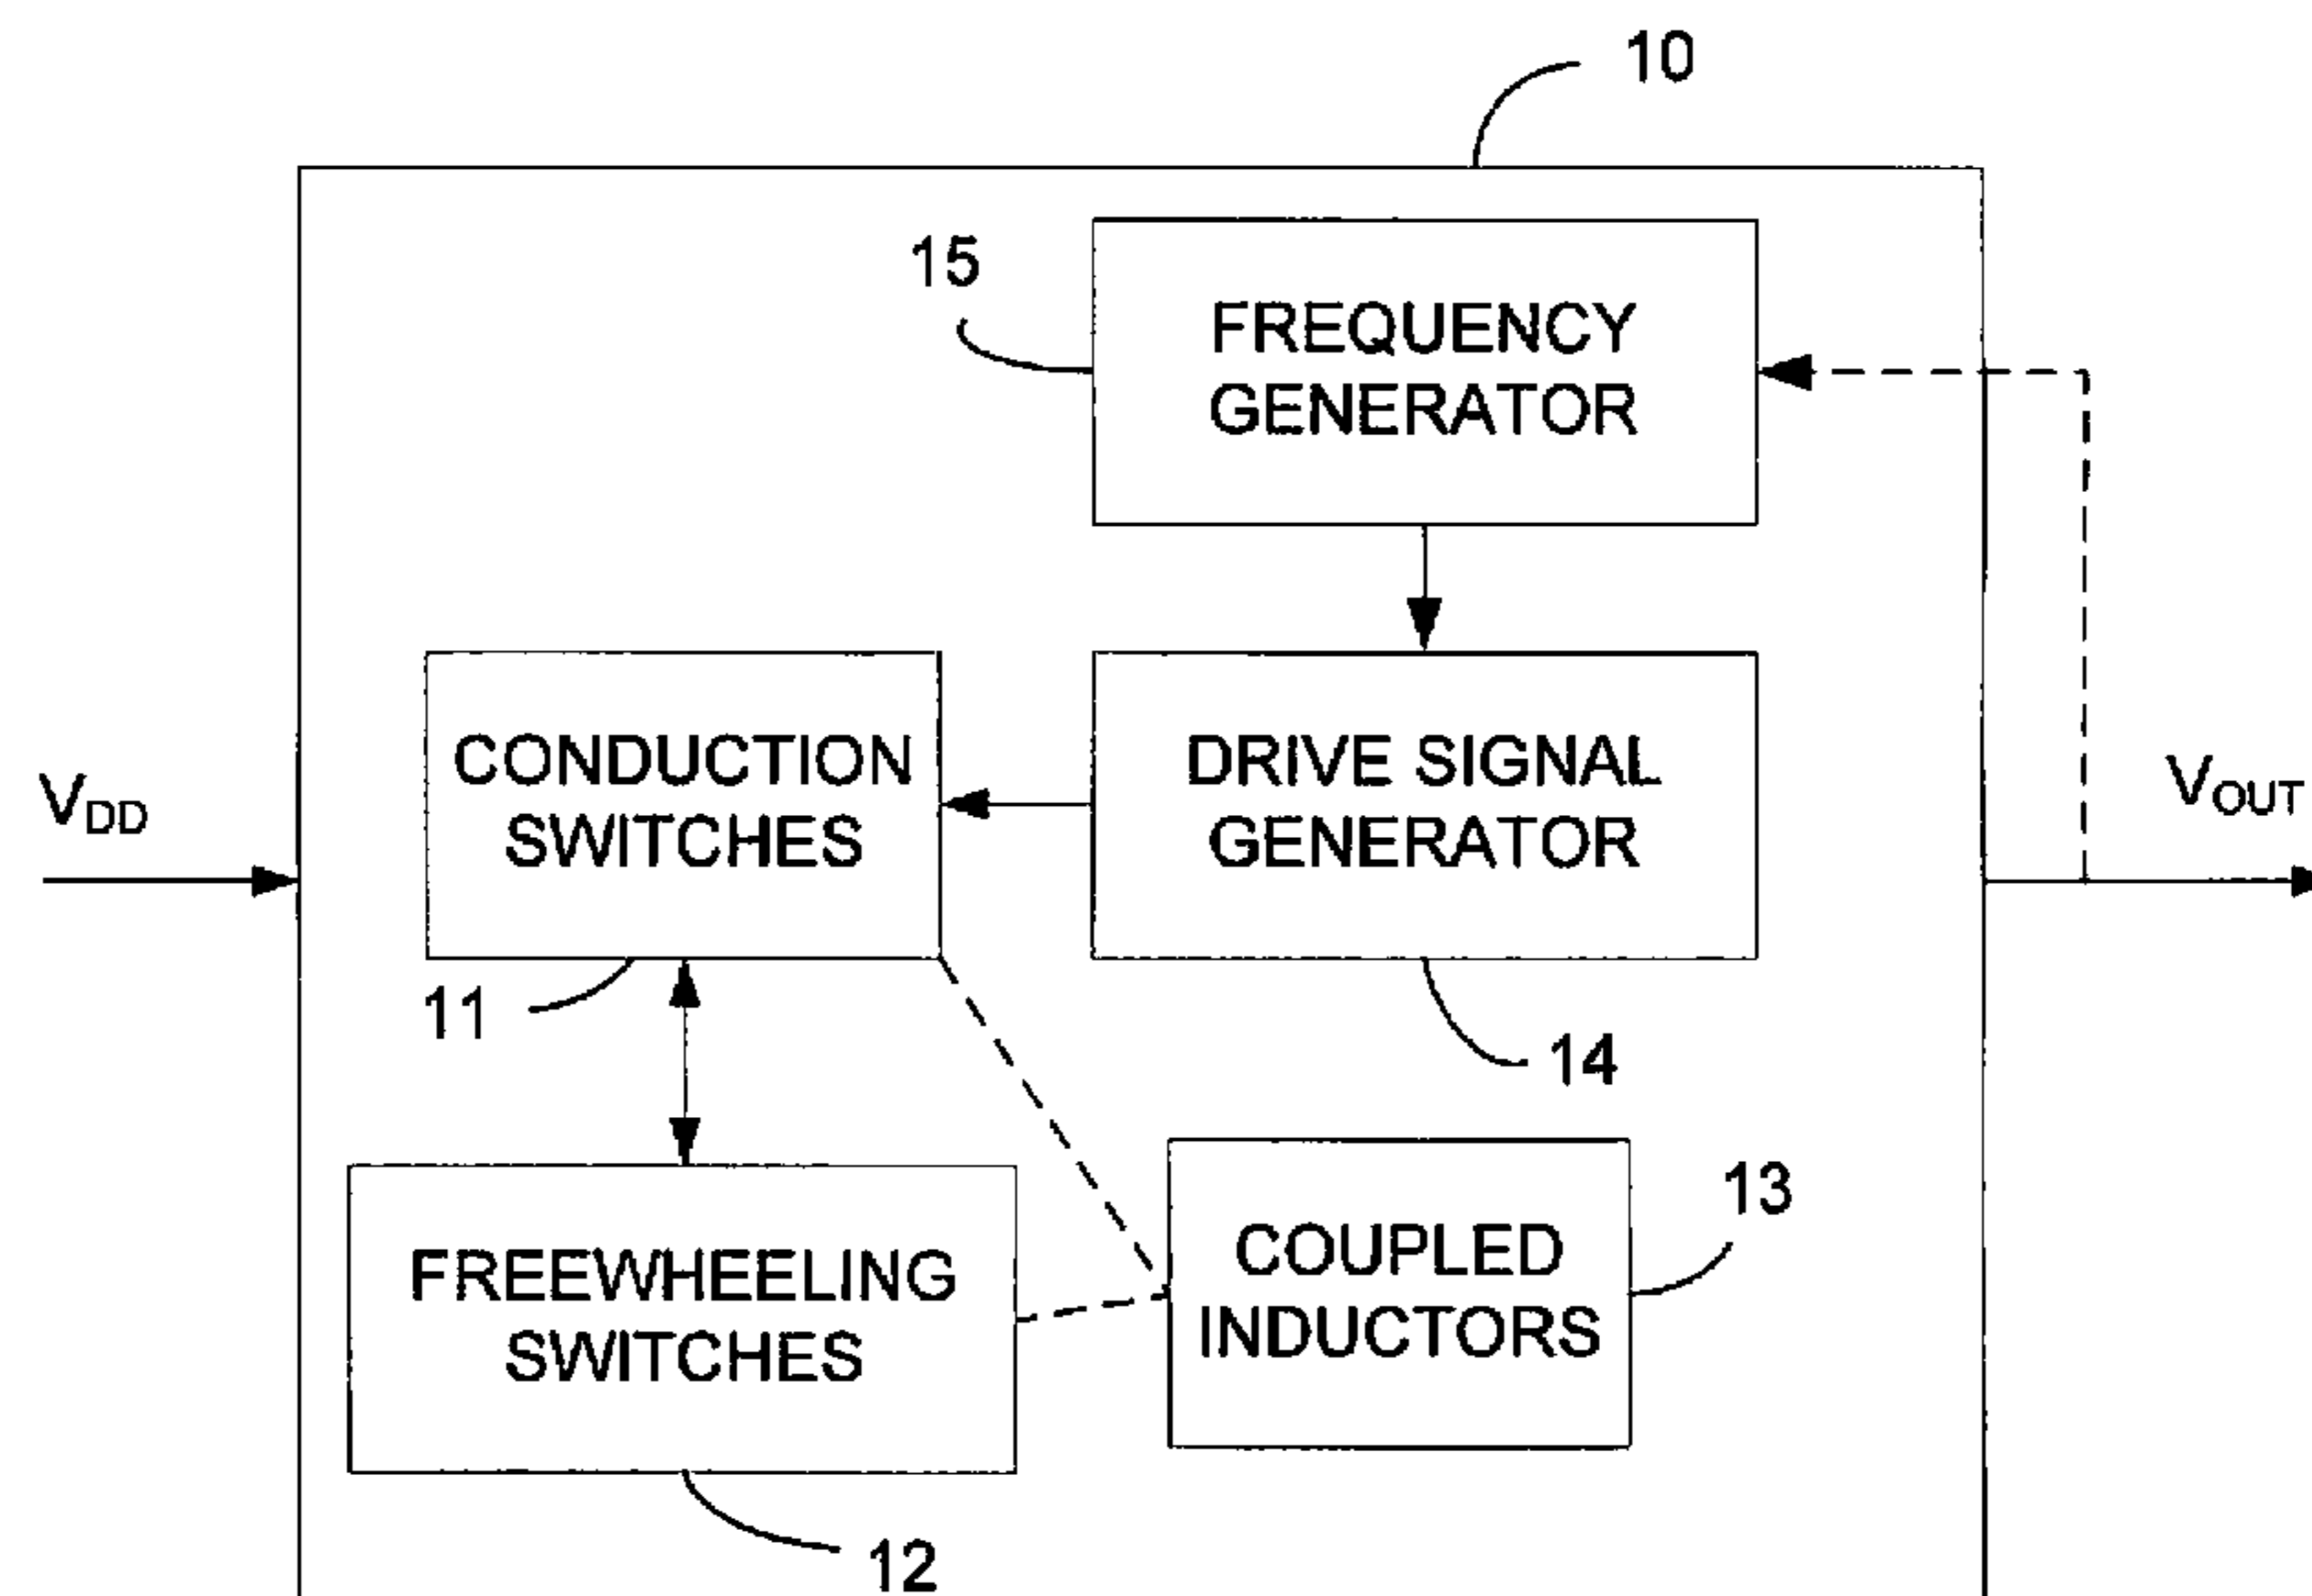 10
15
FREQUENCY
GENERATOR
CONDUCTION
SWITCHES
DRIVE SIGNAL
GENERATOR
VDD
VOUT
11
14
13
FREEWHEELING
SWITCHES
COUPLED
INDUCTORS
12